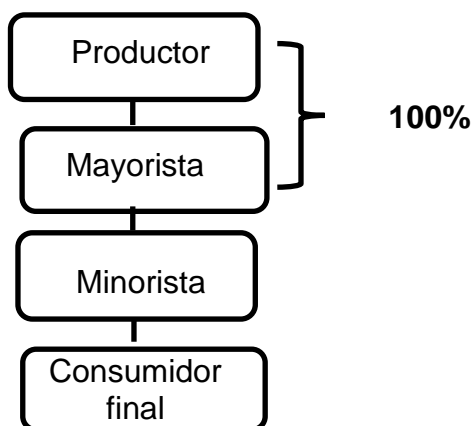 Productor
100%
Mayorista
Minorista
Consumidor
final